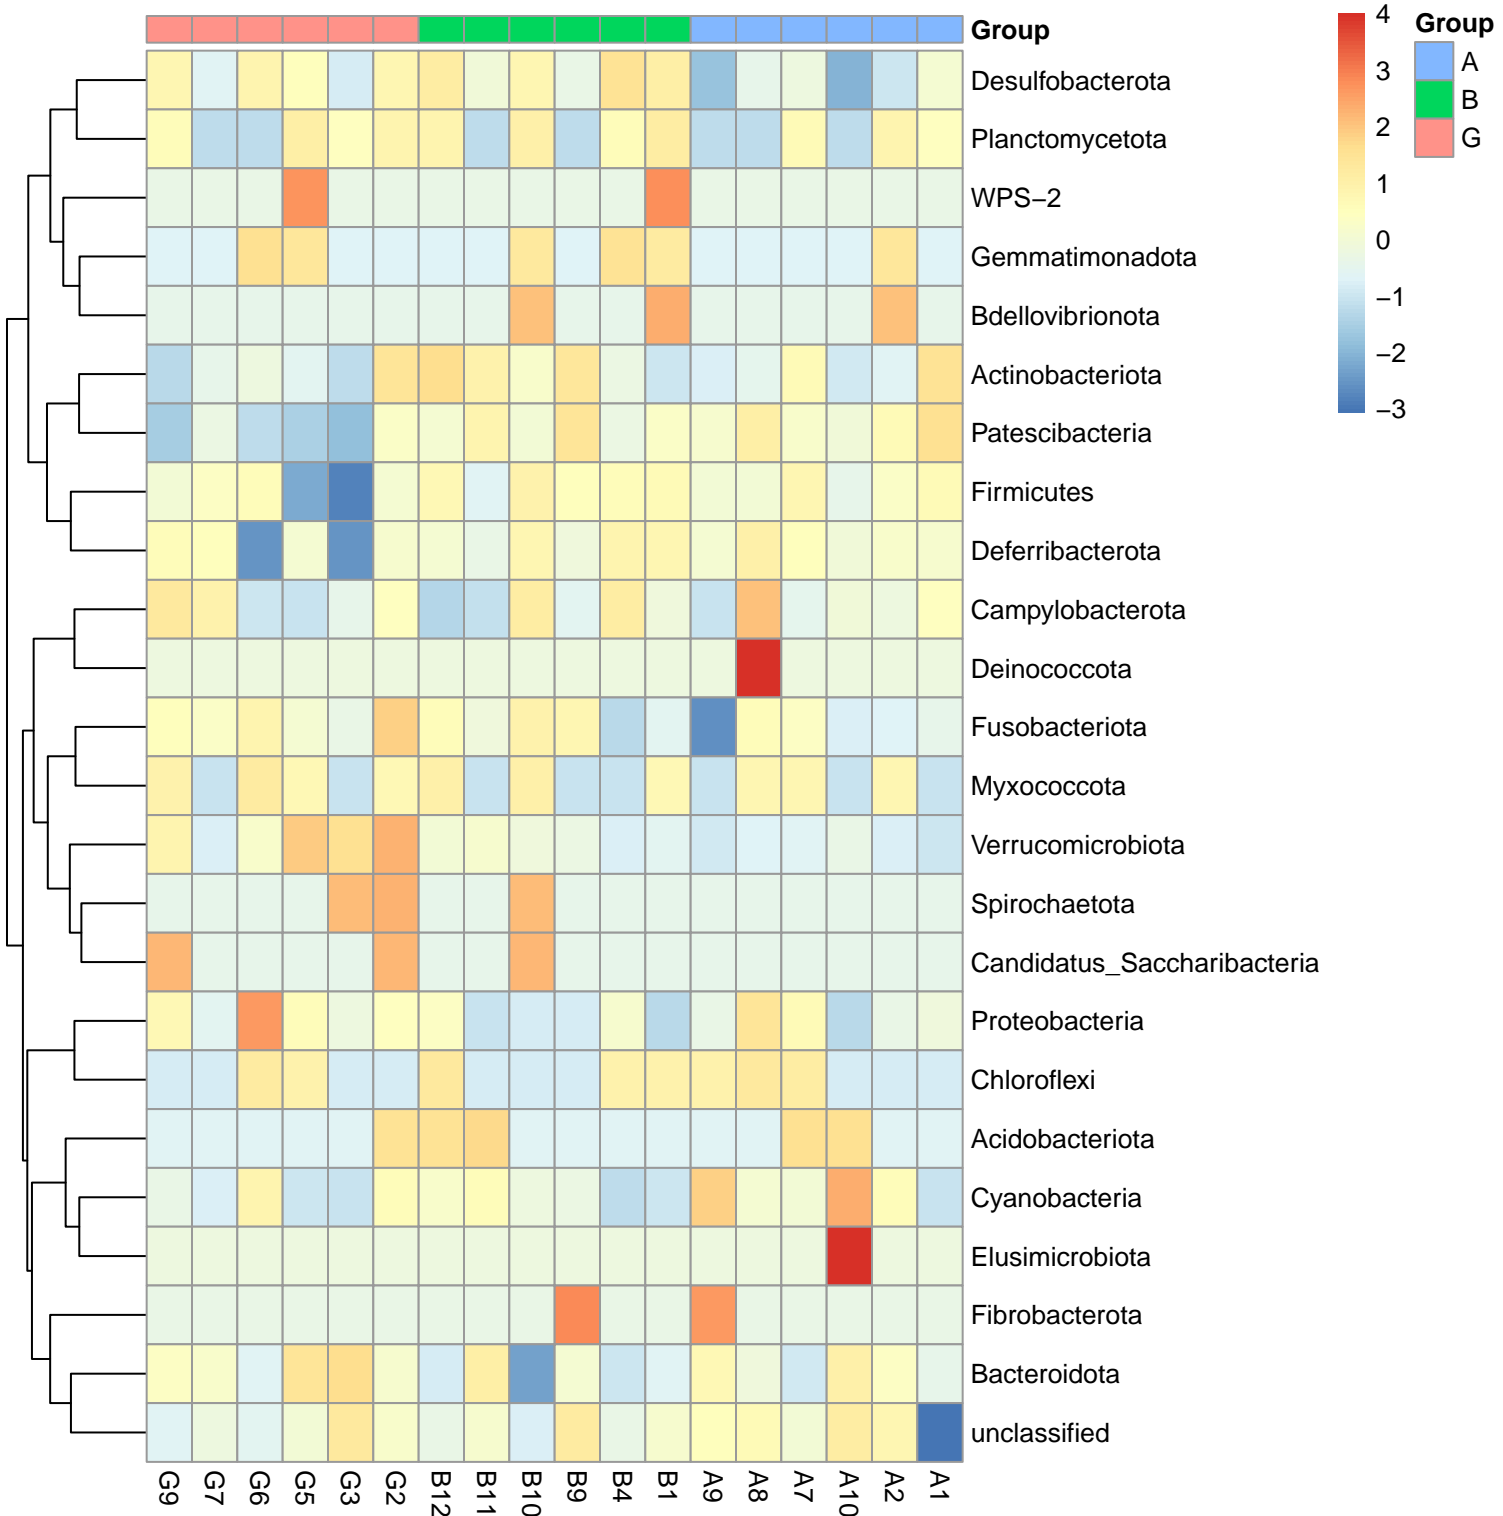 Group
Desulfobacterota
Planctomycetota
WPS−2
Gemmatimonadota
Bdellovibrionota
Actinobacteriota
Patescibacteria
Firmicutes
Deferribacterota
Campylobacterota
Deinococcota
Fusobacteriota
Myxococcota
Verrucomicrobiota
Spirochaetota
Candidatus_Saccharibacteria
Proteobacteria
Chloroflexi
Acidobacteriota
Cyanobacteria
Elusimicrobiota
Fibrobacterota
Bacteroidota
unclassified
G9 G7 G6 G5 G3 G2 B12 B11 B10 B9 B4 B1 A9 A8 A7 A10 A2 A1
4
3
2
1
0
−1
−2
−3
Group
A
B
G